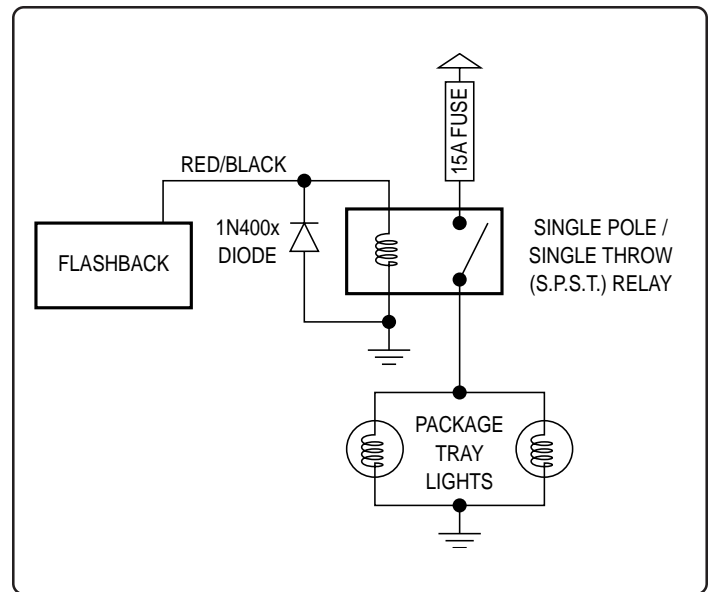 15A FUSE
RED/BLACK
1N400x
DIODE
FLASHBACK
SINGLE POLE /
SINGLE THROW
(S.P.S.T.) RELAY
PACKAGE
TRAY
LIGHTS